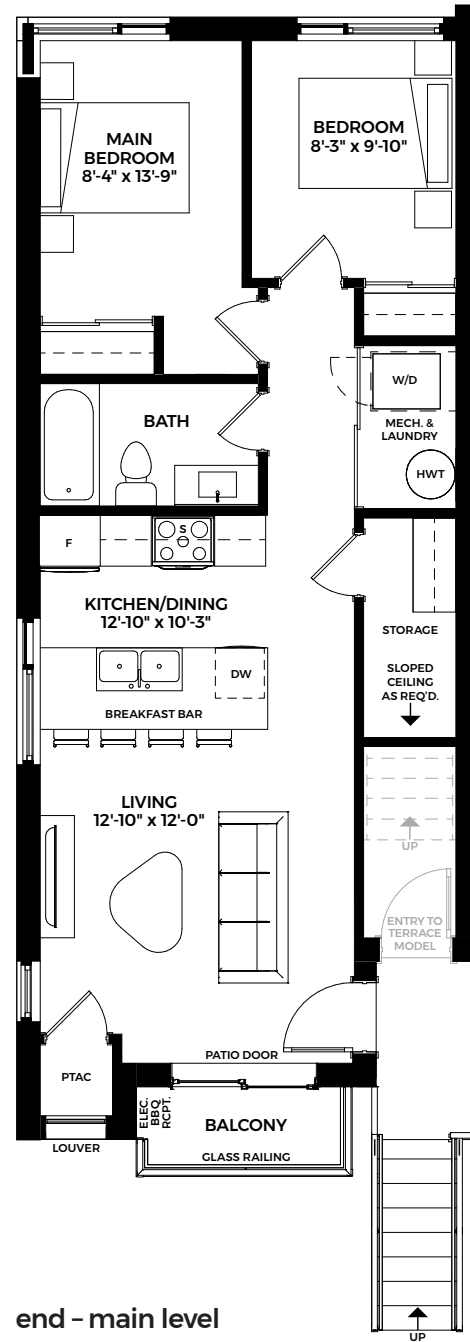 MAIN
BEDROOM
8'-4" x 13'-9"
BEDROOM
8'-3" x 9'-10"
W/D
MECH. &
LAUNDRY
HWT
BATH
F
S
KITCHEN/DINING
12'-10" x 10'-3"
DW
BREAKFAST BAR
STORAGE
SLOPED
CEILING
AS REQ'D.
LIVING
12'-10" x 12'-0"
UP
ENTRY TO
TERRACE
MODEL
PATIO DOOR
PTAC
ELEC.
BBQ
RCPT.
BALCONY
LOUVER
GLASS RAILING
end – main level
UP